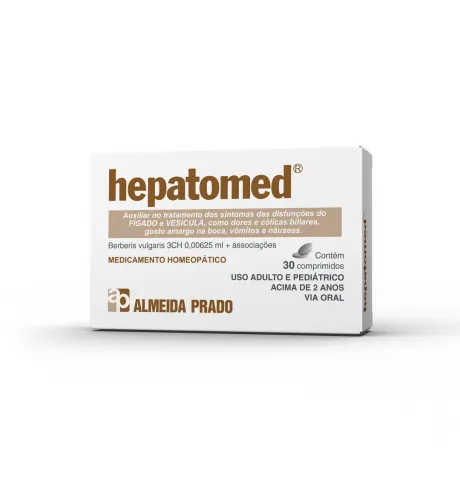 hepatomed®
Auxiliar no tratamento dos sintomas das disfunções do
FÍGADO e VESÍCULA, como dores e cólicas biliares,
gosto amargo na boca, vômitos e náuseas.
Berberis vulgaris 3CH 0,00625 ml + associações
MEDICAMENTO HOMEOPÁTICO
Contém
30 comprimidos
USO ADULTO E PEDIÁTRICO
ACIMA DE 2 ANOS
VIA ORAL
ap ALMEIDA PRADO